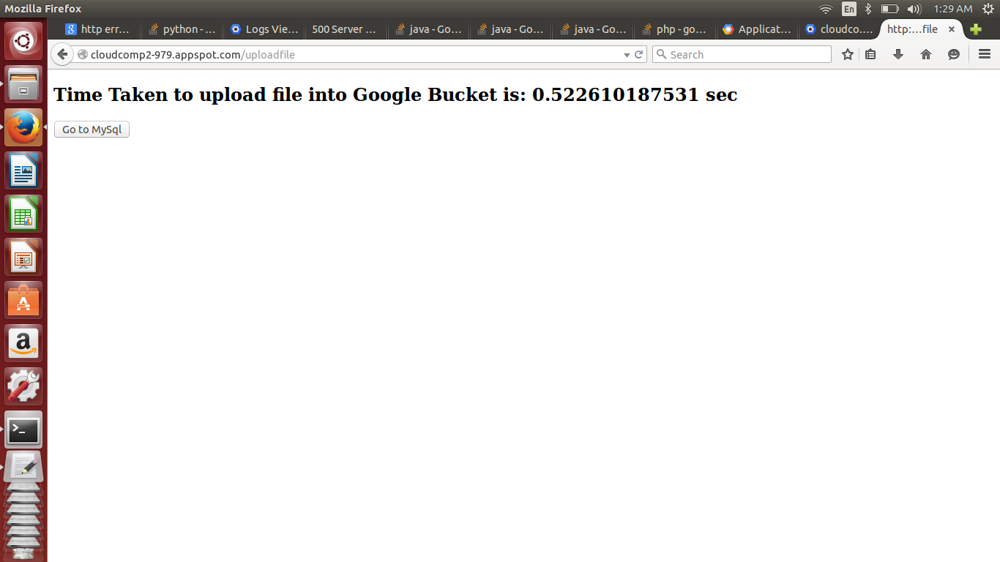 Mozilla Firefox
En
1:29 AM
http err...
python - ...
Logs Vie...
500 Server ...
java - Go...
java - Go...
java - Go...
php - go...
Applicat...
cloudco....
http:...file
cloudcomp2-979.appspot.com/uploadfile
Search
Time Taken to upload file into Google Bucket is: 0.522610187531 sec
Go to MySql